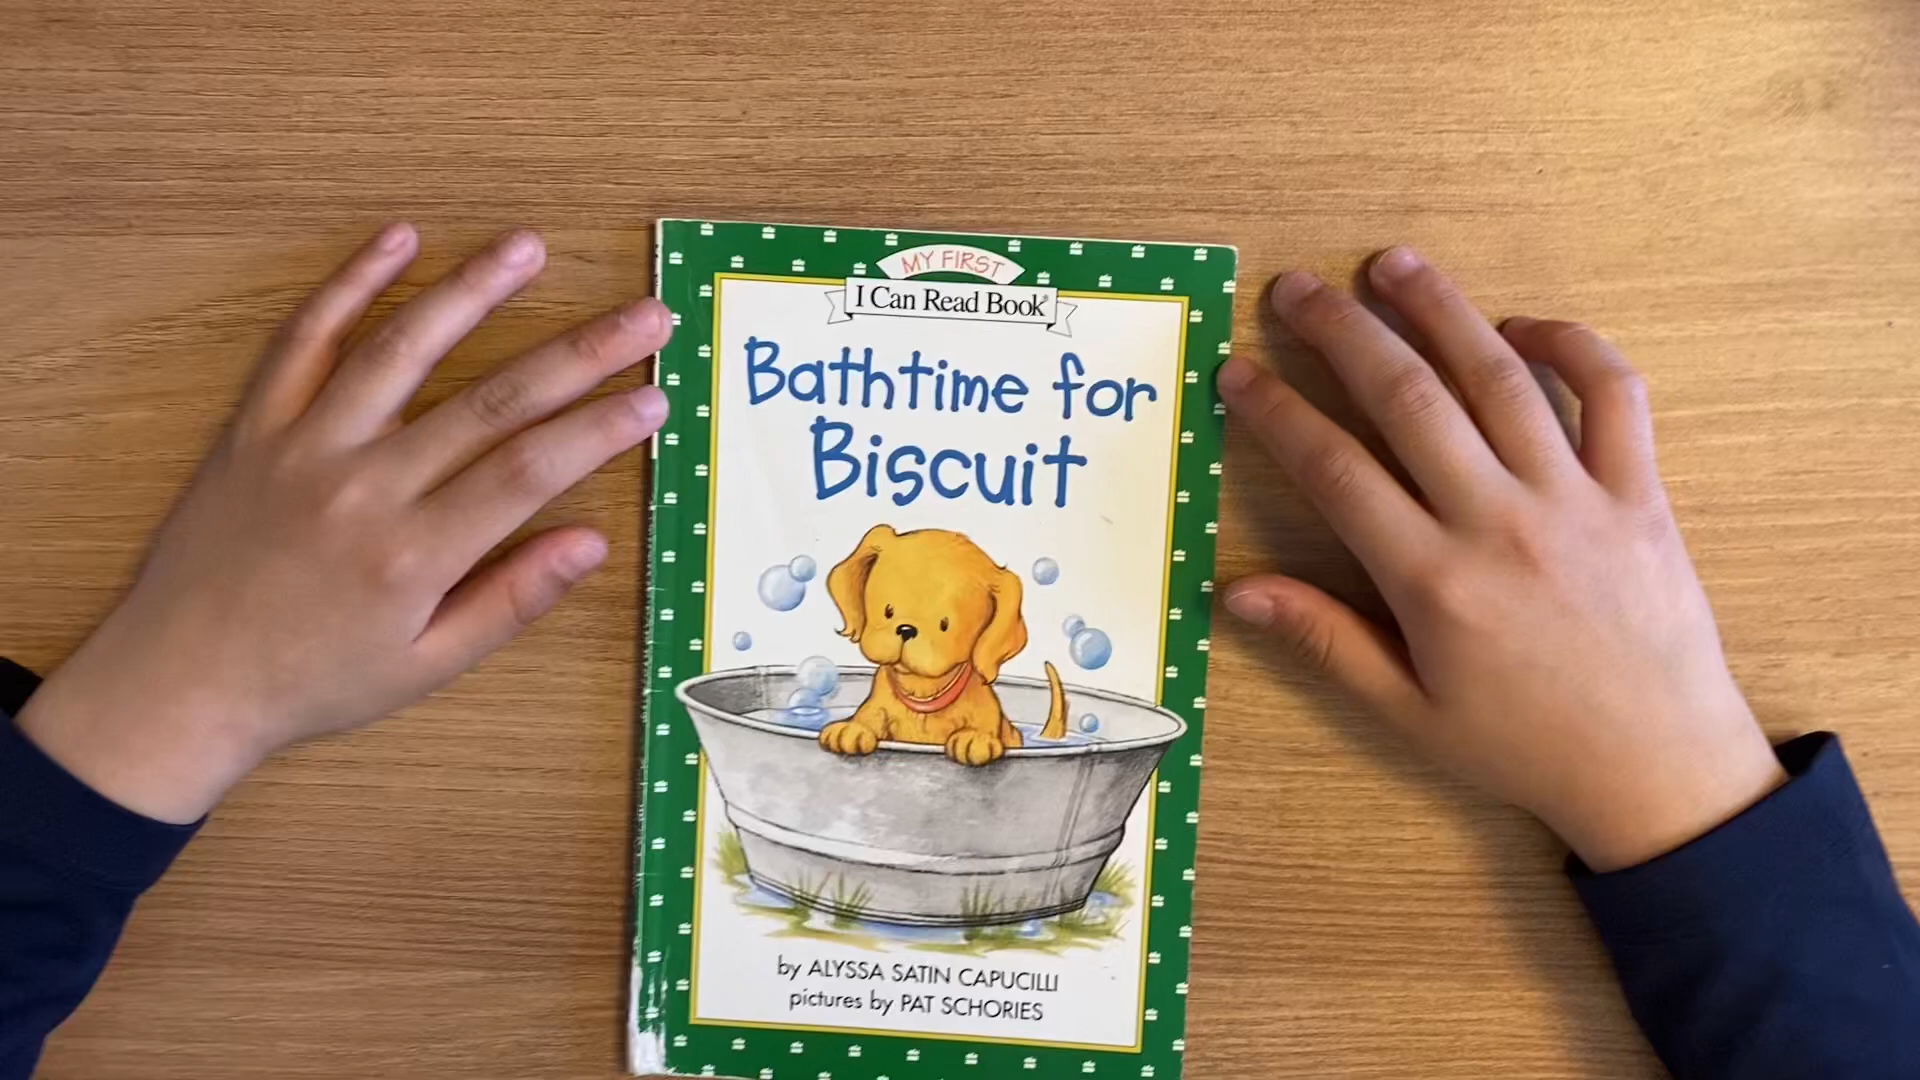 MY FIRST
I Can Read Book®
Bathtime for
Biscuit
by ALYSSA SATIN CAPUCILLI
pictures by PAT SCHORIES